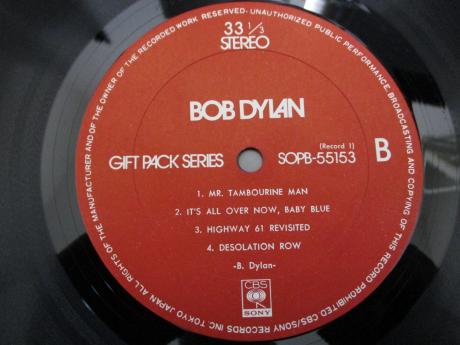 ALL RIGHTS OF THE MANUFACTURER AND OF THE OWNER OF THE RECORDED WORK RESERVED-UNAUTHORIZED PUBLIC PERFORMANCE, BROADCASTING AND COPYING OF THIS RECORD PROHIBITED CBS/SONY RECORDS INC. TOKYO JAPAN
33 1/3
STEREO
BOB DYLAN
(Record 1)
GIFT PACK SERIES SOPB-55153 B
1. MR. TAMBOURINE MAN
2. IT'S ALL OVER NOW, BABY BLUE
3. HIGHWAY 61 REVISITED
4. DESOLATION ROW
-B. Dylan-
CBS
SONY